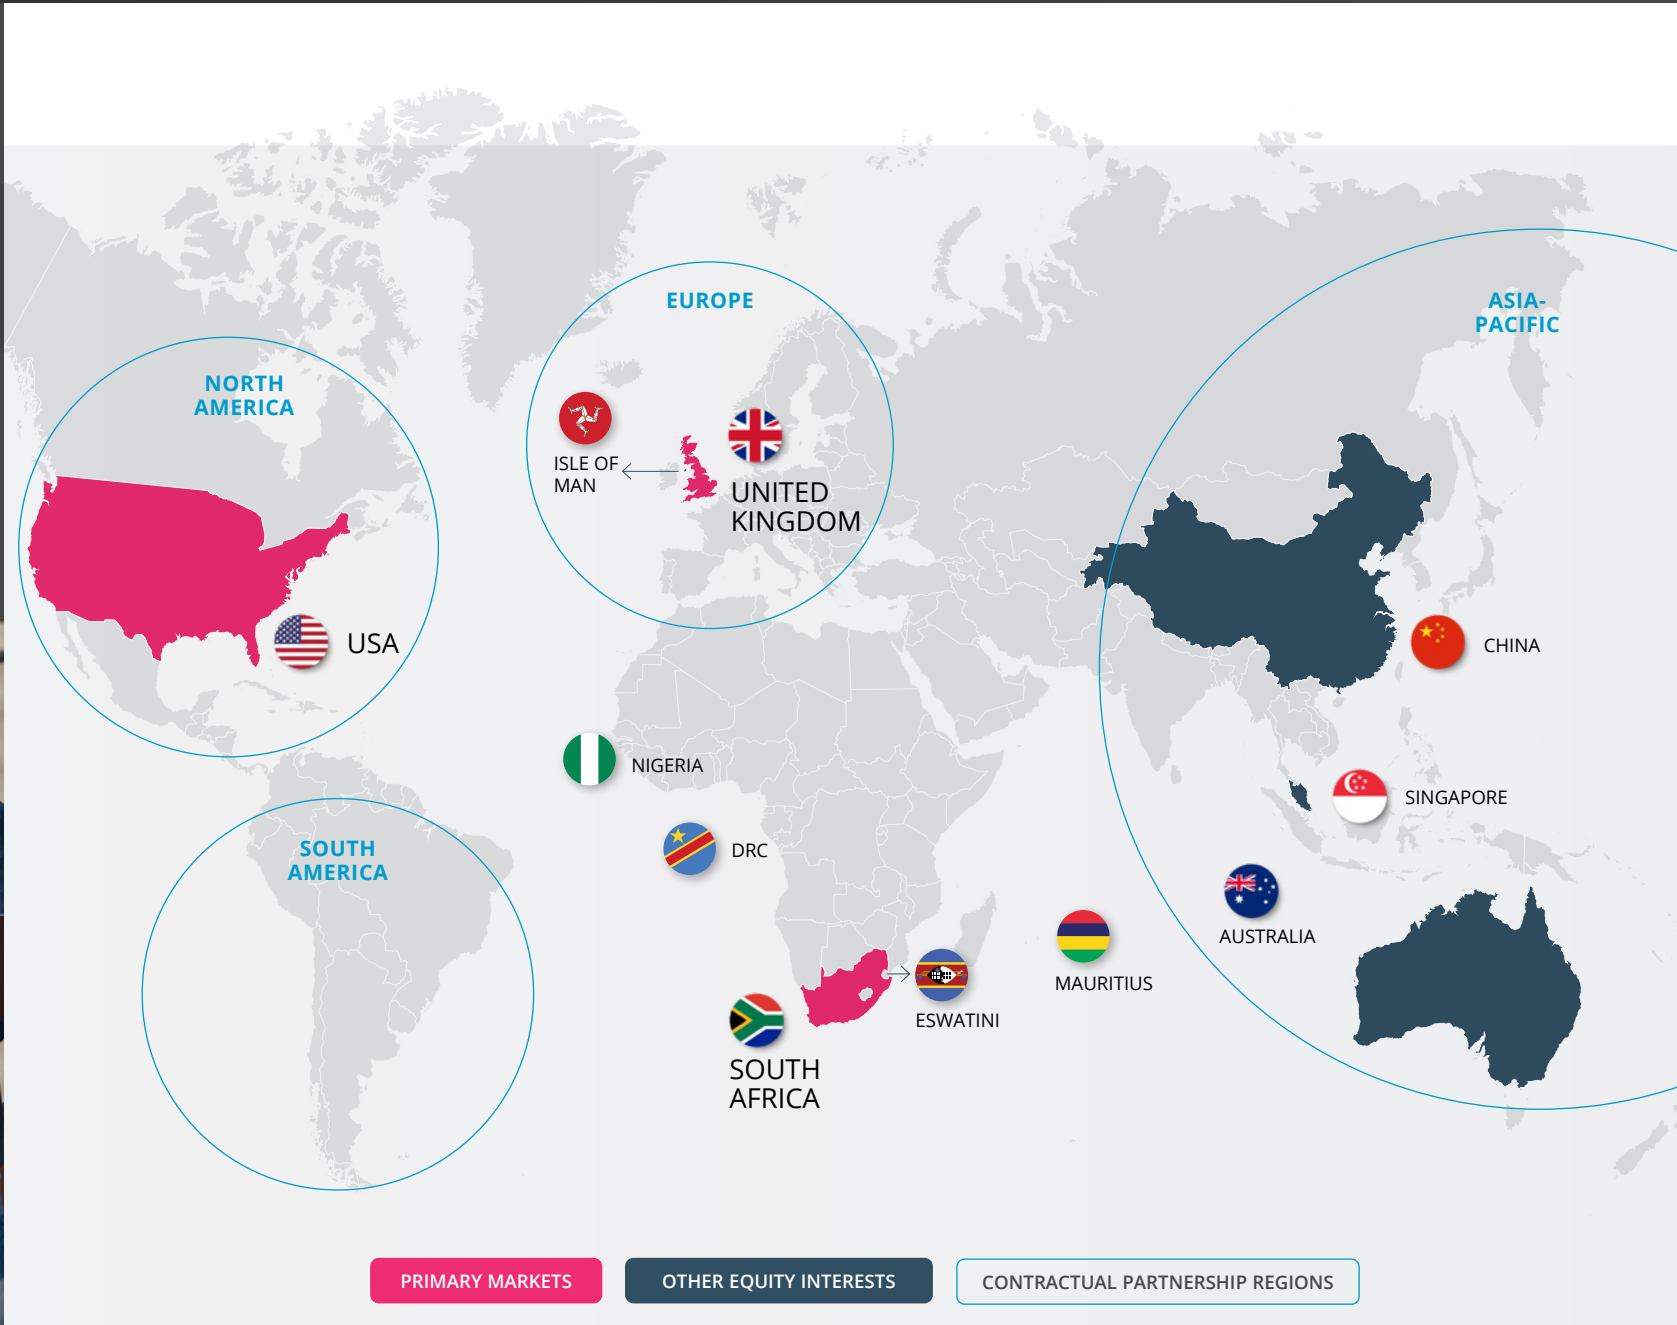 EUROPE
ASIA-
PACIFIC
NORTH
AMERICA
ISLE OF
MAN
UNITED
KINGDOM
USA
CHINA
NIGERIA
SINGAPORE
DRC
SOUTH
AMERICA
AUSTRALIA
MAURITIUS
ESWATINI
SOUTH
AFRICA
PRIMARY MARKETS
OTHER EQUITY INTERESTS
CONTRACTUAL PARTNERSHIP REGIONS